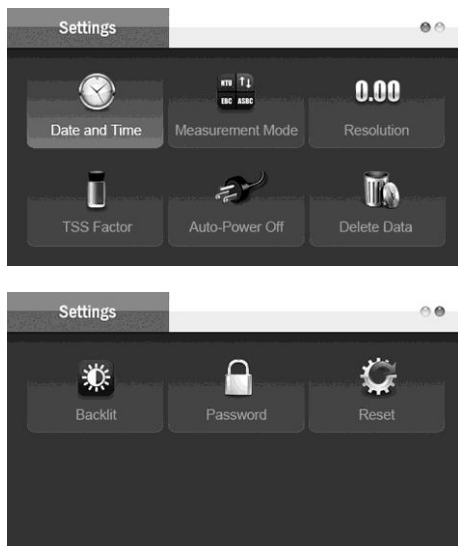 Settings
NTU ↑↓
EBC ASBC
0.00
Date and Time
Measurement Mode
Resolution
TSS Factor
Auto-Power Off
Delete Data
Settings
Backlit
Password
Reset